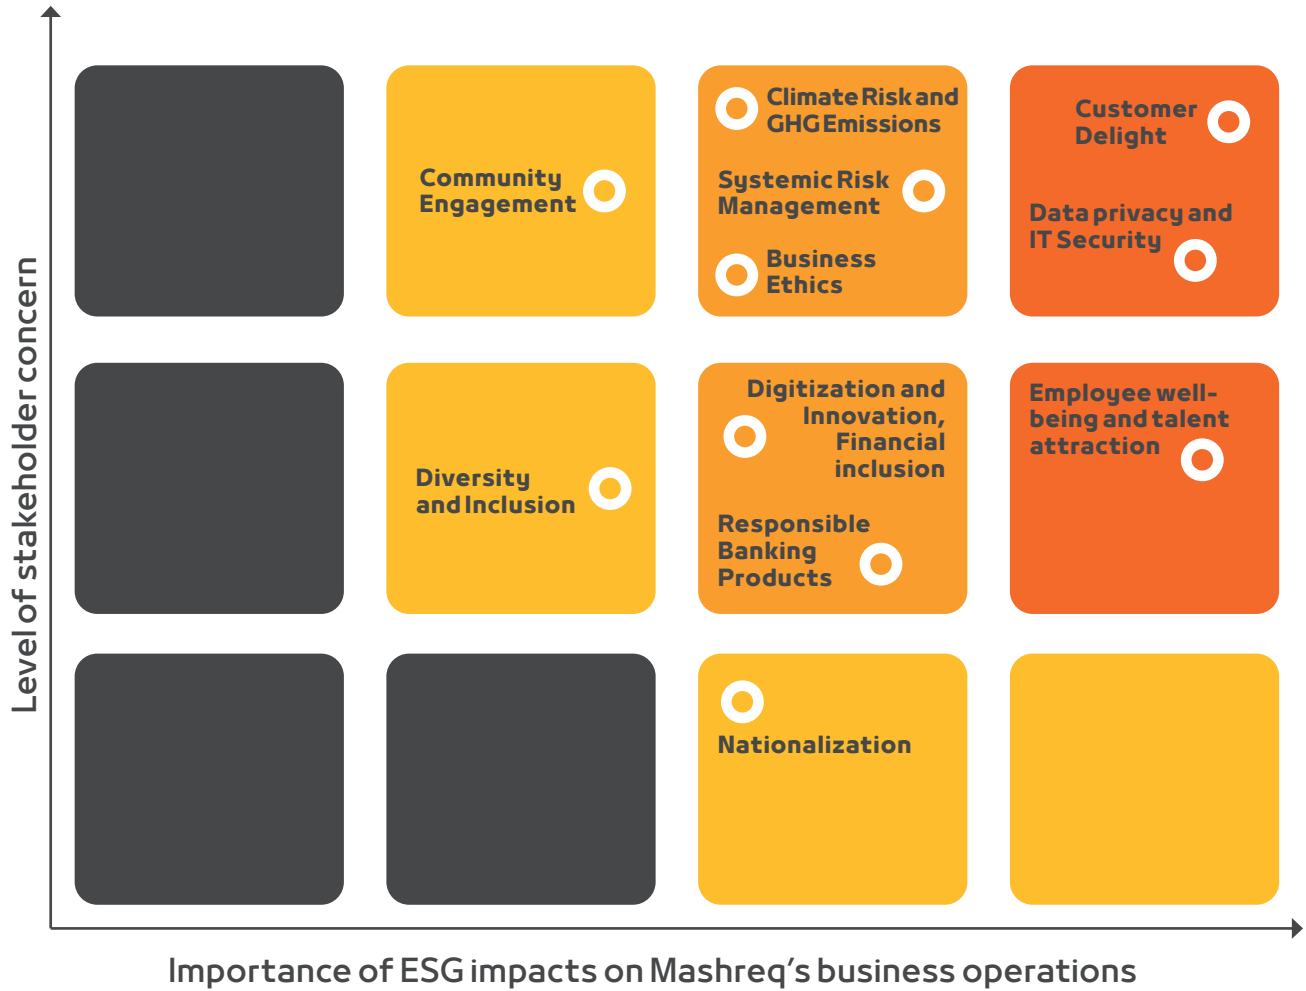 Level of stakeholder concern
Community
Engagement
Climate Risk and
GHG Emissions
Systemic Risk
Management
Business
Ethics
Customer
Delight
Data privacy and
IT Security
Diversity
and Inclusion
Digitization and
Innovation,
Financial
inclusion
Responsible
Banking
Products
Employee well-
being and talent
attraction
Nationalization
Importance of ESG impacts on Mashreq’s business operations